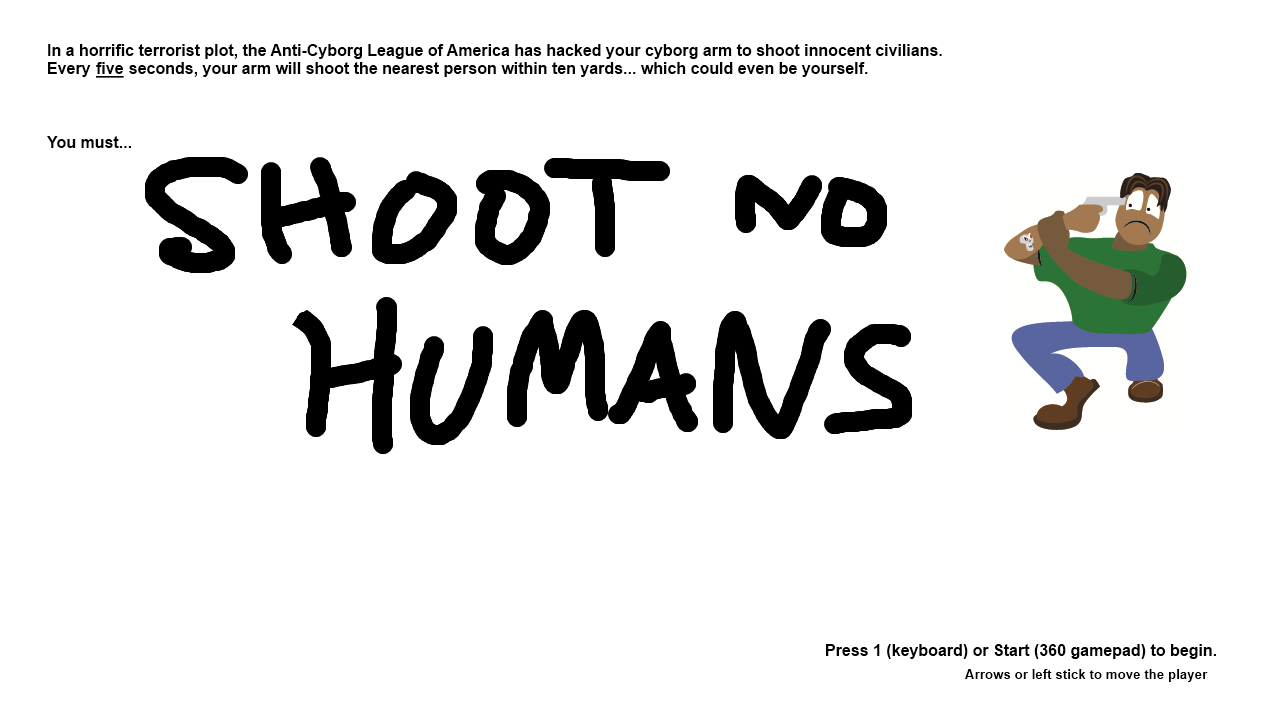 In a horrific terrorist plot, the Anti-Cyborg League of America has hacked your cyborg arm to shoot innocent civilians.
Every five seconds, your arm will shoot the nearest person within ten yards... which could even be yourself.
You must...
SHOOT NO
HUMANS
Press 1 (keyboard) or Start (360 gamepad) to begin.
Arrows or left stick to move the player